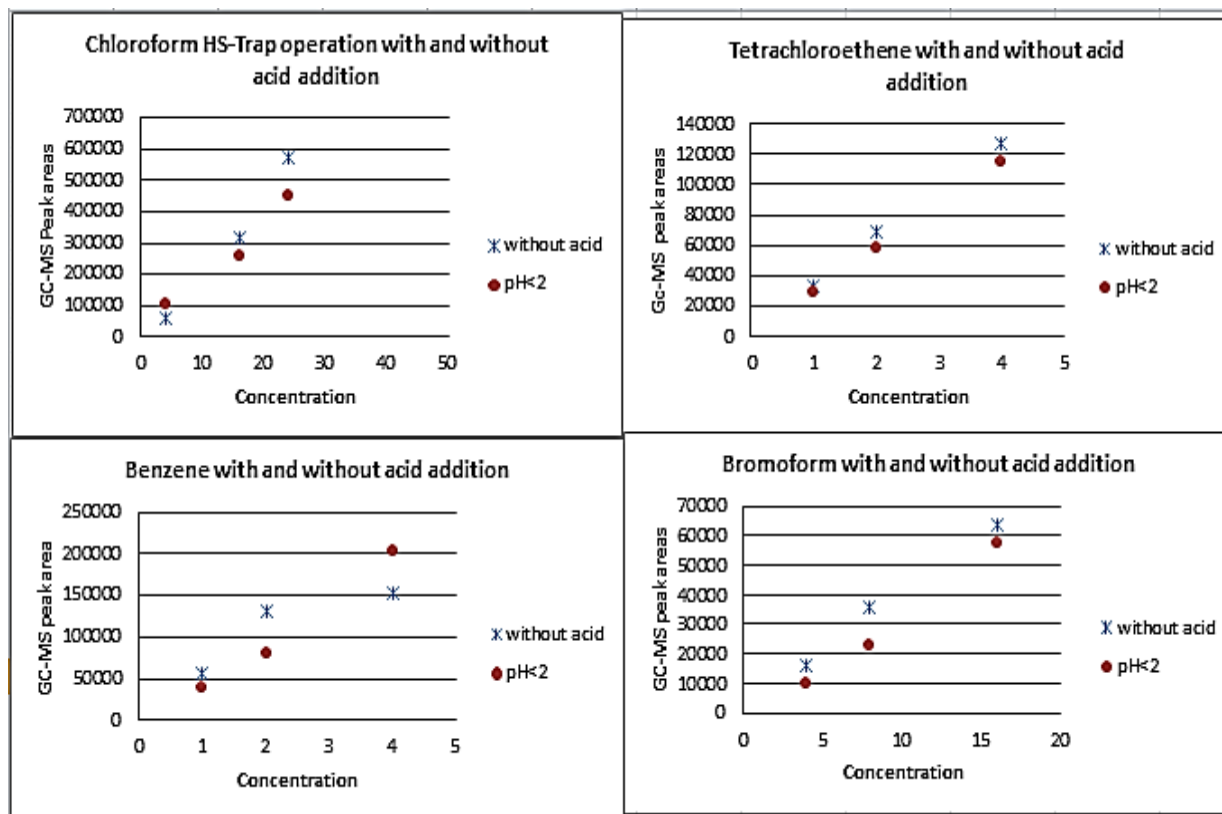 Chloroform HS-Trap operation with and without
acid addition
700000
600000
500000
400000
300000
200000
100000
0
GC-MS Peak areas
0 10 20 30 40 50
Concentration
without acid
pH<2
Tetrachloroethene with and without acid
addition
140000
120000
100000
80000
60000
40000
20000
0
Gc-MS peak areas
0 1 2 3 4 5
Concentration
without acid
pH<2
Benzene with and without acid addition
250000
200000
150000
100000
50000
0
GC-MS peak area
0 1 2 3 4 5
Concentration
without acid
pH<2
Bromoform with and without acid addition
70000
60000
50000
40000
30000
20000
10000
0
GC-MS peak areas
0 5 10 15 20
Concentration
without acid
pH<2